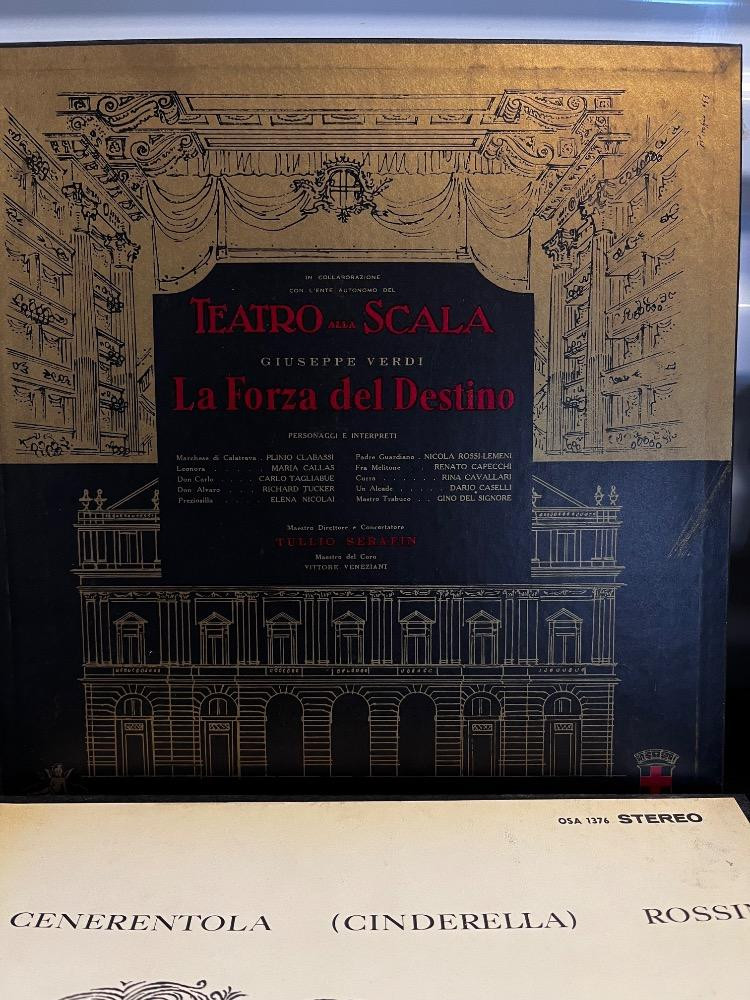 IN COLLABORAZIONE
CON L'ENTE AUTONOMO DEL
TEATRO ALLA SCALA
GIUSEPPE VERDI
La Forza del Destino
PERSONAGGI E INTERPRETI
Marchese di Calatrava . PLINIO CLABASSI
Leonora . . . . . . . MARIA CALLAS
Don Carlo . . . . CARLO TAGLIABUE
Don Alvaro . . . . RICHARD TUCKER
Preziosilla . . . . . ELENA NICOLAI
Padre Guardiano . NICOLA ROSSI-LEMENI
Fra Melitone . . . RENATO CAPECCHI
Curra . . . . . . RINA CAVALLARI
Un Alcade . . . . . . DARIO CASELLI
Mastro Trabuco . . GINO DEL SIGNORE
Maestro Direttore e Concertatore
TULLIO SERAFIN
Maestro del Coro
VITTORE VENEZIANI
OSA 1376 STEREO
CENERENTOLA (CINDERELLA) ROSSI